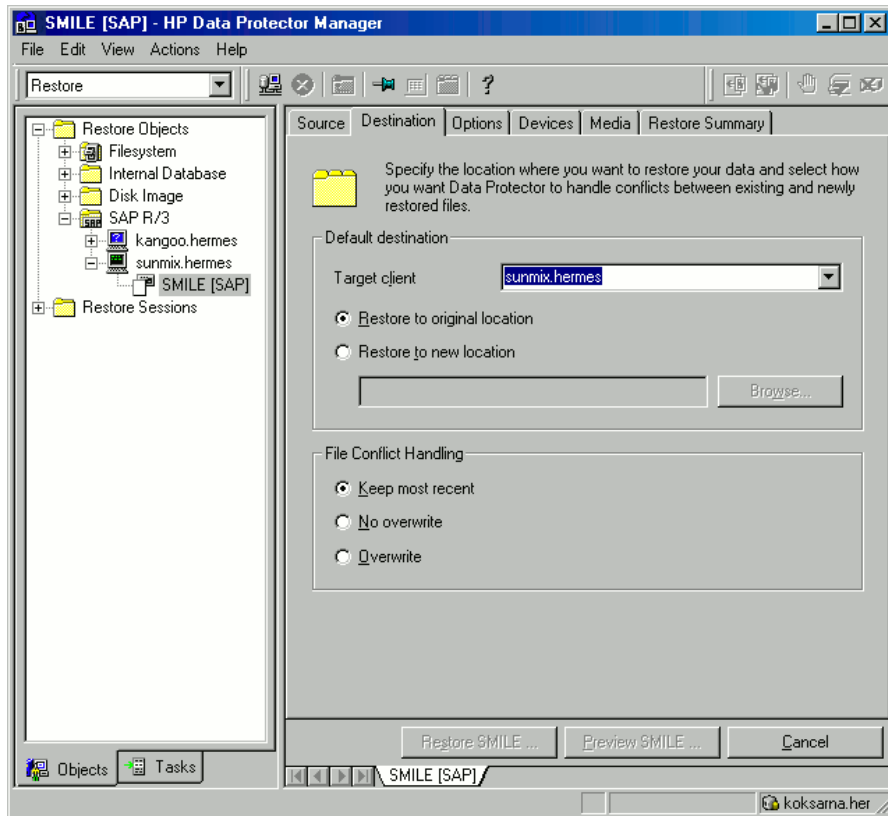 SMILE [SAP] - HP Data Protector Manager
File Edit View Actions Help
Restore
Restore Objects
Filesystem
Internal Database
Disk Image
SAP R/3
kangoo.hermes
sunmix.hermes
SMILE [SAP]
Restore Sessions
Objects
Tasks
Source Destination Options Devices Media Restore Summary
Specify the location where you want to restore your data and select how
you want Data Protector to handle conflicts between existing and newly
restored files.
Default destination
Target client
sunmix.hermes
Restore to original location
Restore to new location
Browse...
File Conflict Handling
Keep most recent
No overwrite
Overwrite
Restore SMILE ...
Preview SMILE ...
Cancel
SMILE [SAP]
koksarna.her